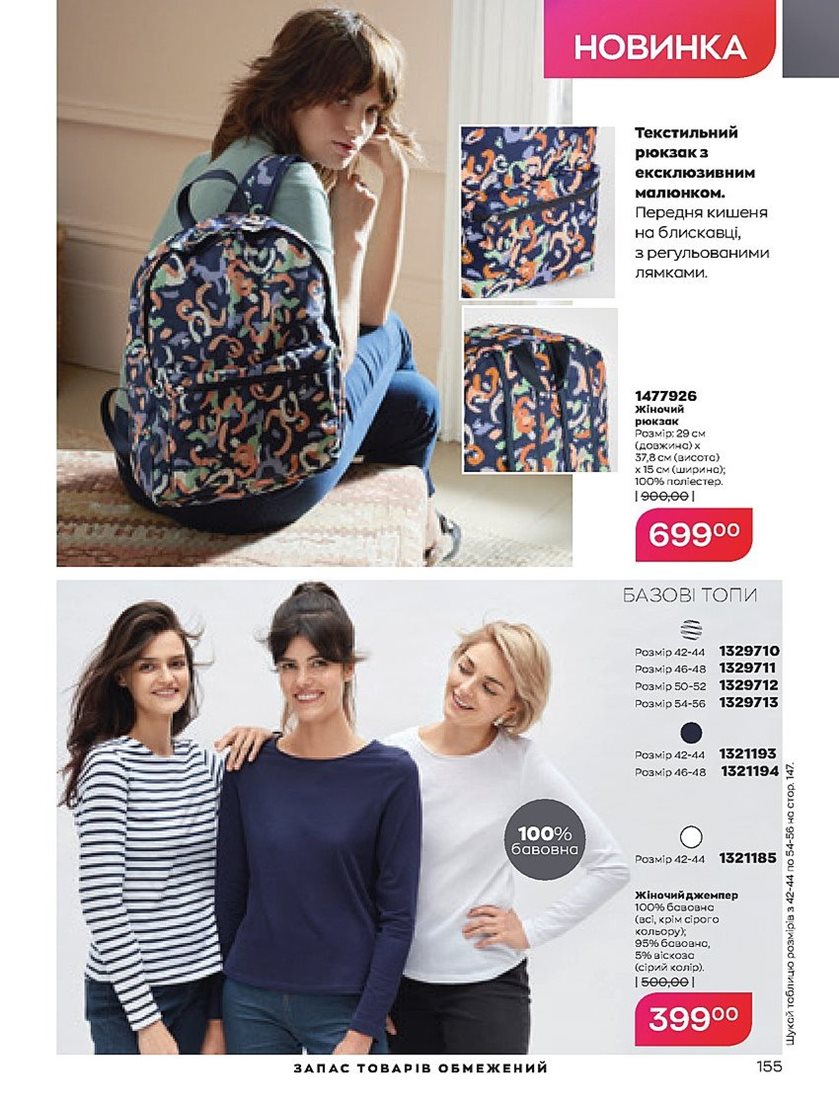 НОВИНКА
Текстильний
рюкзак з
ексклюзивним
малюнком.
Передня кишеня
на блискавці,
з регульованими
лямками.
1477926
Жіночий
рюкзак
Розмір: 29 см
(довжина) х
37,8 см (висота)
х 15 см (ширина);
100% поліестер.
| 900,00 |
699⁰⁰
БАЗОВІ ТОПИ
Розмір 42-44 1329710
Розмір 46-48 1329711
Розмір 50-52 1329712
Розмір 54-56 1329713
Розмір 42-44 1321193
Розмір 46-48 1321194
Розмір 42-44 1321185
100%
бавовна
Жіночий джемпер
100% бавовна
(всі, крім сірого
кольору);
95% бавовна,
5% віскоза
(сірий колір).
| 500,00 |
399⁰⁰
Шукай таблицю розмірів з 42-44 по 54-56 на стор. 147.
ЗАПАС ТОВАРІВ ОБМЕЖЕНИЙ
155